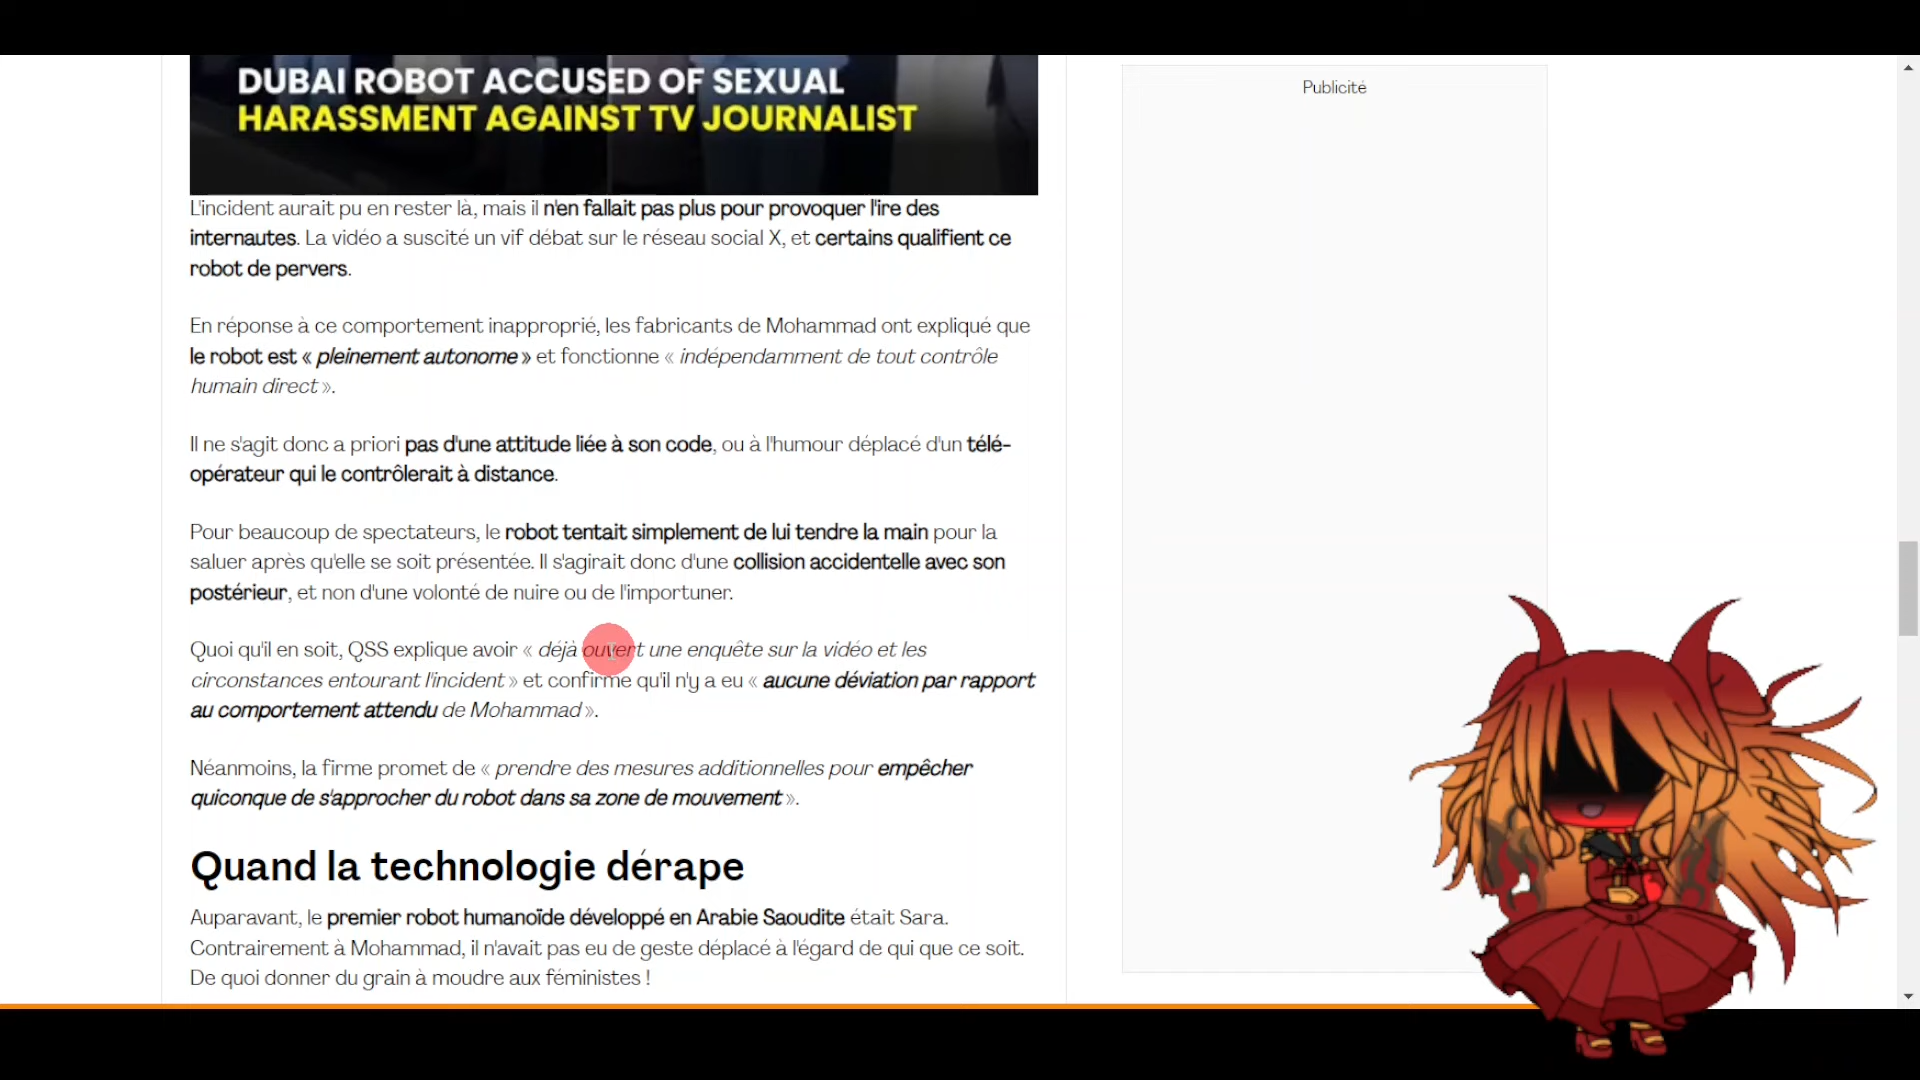 DUBAI ROBOT ACCUSED OF SEXUAL
HARASSMENT AGAINST TV JOURNALIST
Publicité
L'incident aurait pu en rester là, mais il n'en fallait pas plus pour provoquer l'ire des
internautes. La vidéo a suscité un vif débat sur le réseau social X, et certains qualifient ce
robot de pervers.
En réponse à ce comportement inapproprié, les fabricants de Mohammad ont expliqué que
le robot est « pleinement autonome » et fonctionne « indépendamment de tout contrôle
humain direct ».
Il ne s'agit donc a priori pas d'une attitude liée à son code, ou à l'humour déplacé d'un télé-
opérateur qui le contrôlerait à distance.
Pour beaucoup de spectateurs, le robot tentait simplement de lui tendre la main pour la
saluer après qu'elle se soit présentée. Il s'agirait donc d'une collision accidentelle avec son
postérieur, et non d'une volonté de nuire ou de l'importuner.
Quoi qu'il en soit, QSS explique avoir « déjà ouvert une enquête sur la vidéo et les
circonstances entourant l'incident » et confirme qu'il n'y a eu « aucune déviation par rapport
au comportement attendu de Mohammad ».
Néanmoins, la firme promet de « prendre des mesures additionnelles pour empêcher
quiconque de s'approcher du robot dans sa zone de mouvement ».
Quand la technologie dérape
Auparavant, le premier robot humanoïde développé en Arabie Saoudite était Sara.
Contrairement à Mohammad, il n'avait pas eu de geste déplacé à l'égard de qui que ce soit.
De quoi donner du grain à moudre aux féministes !